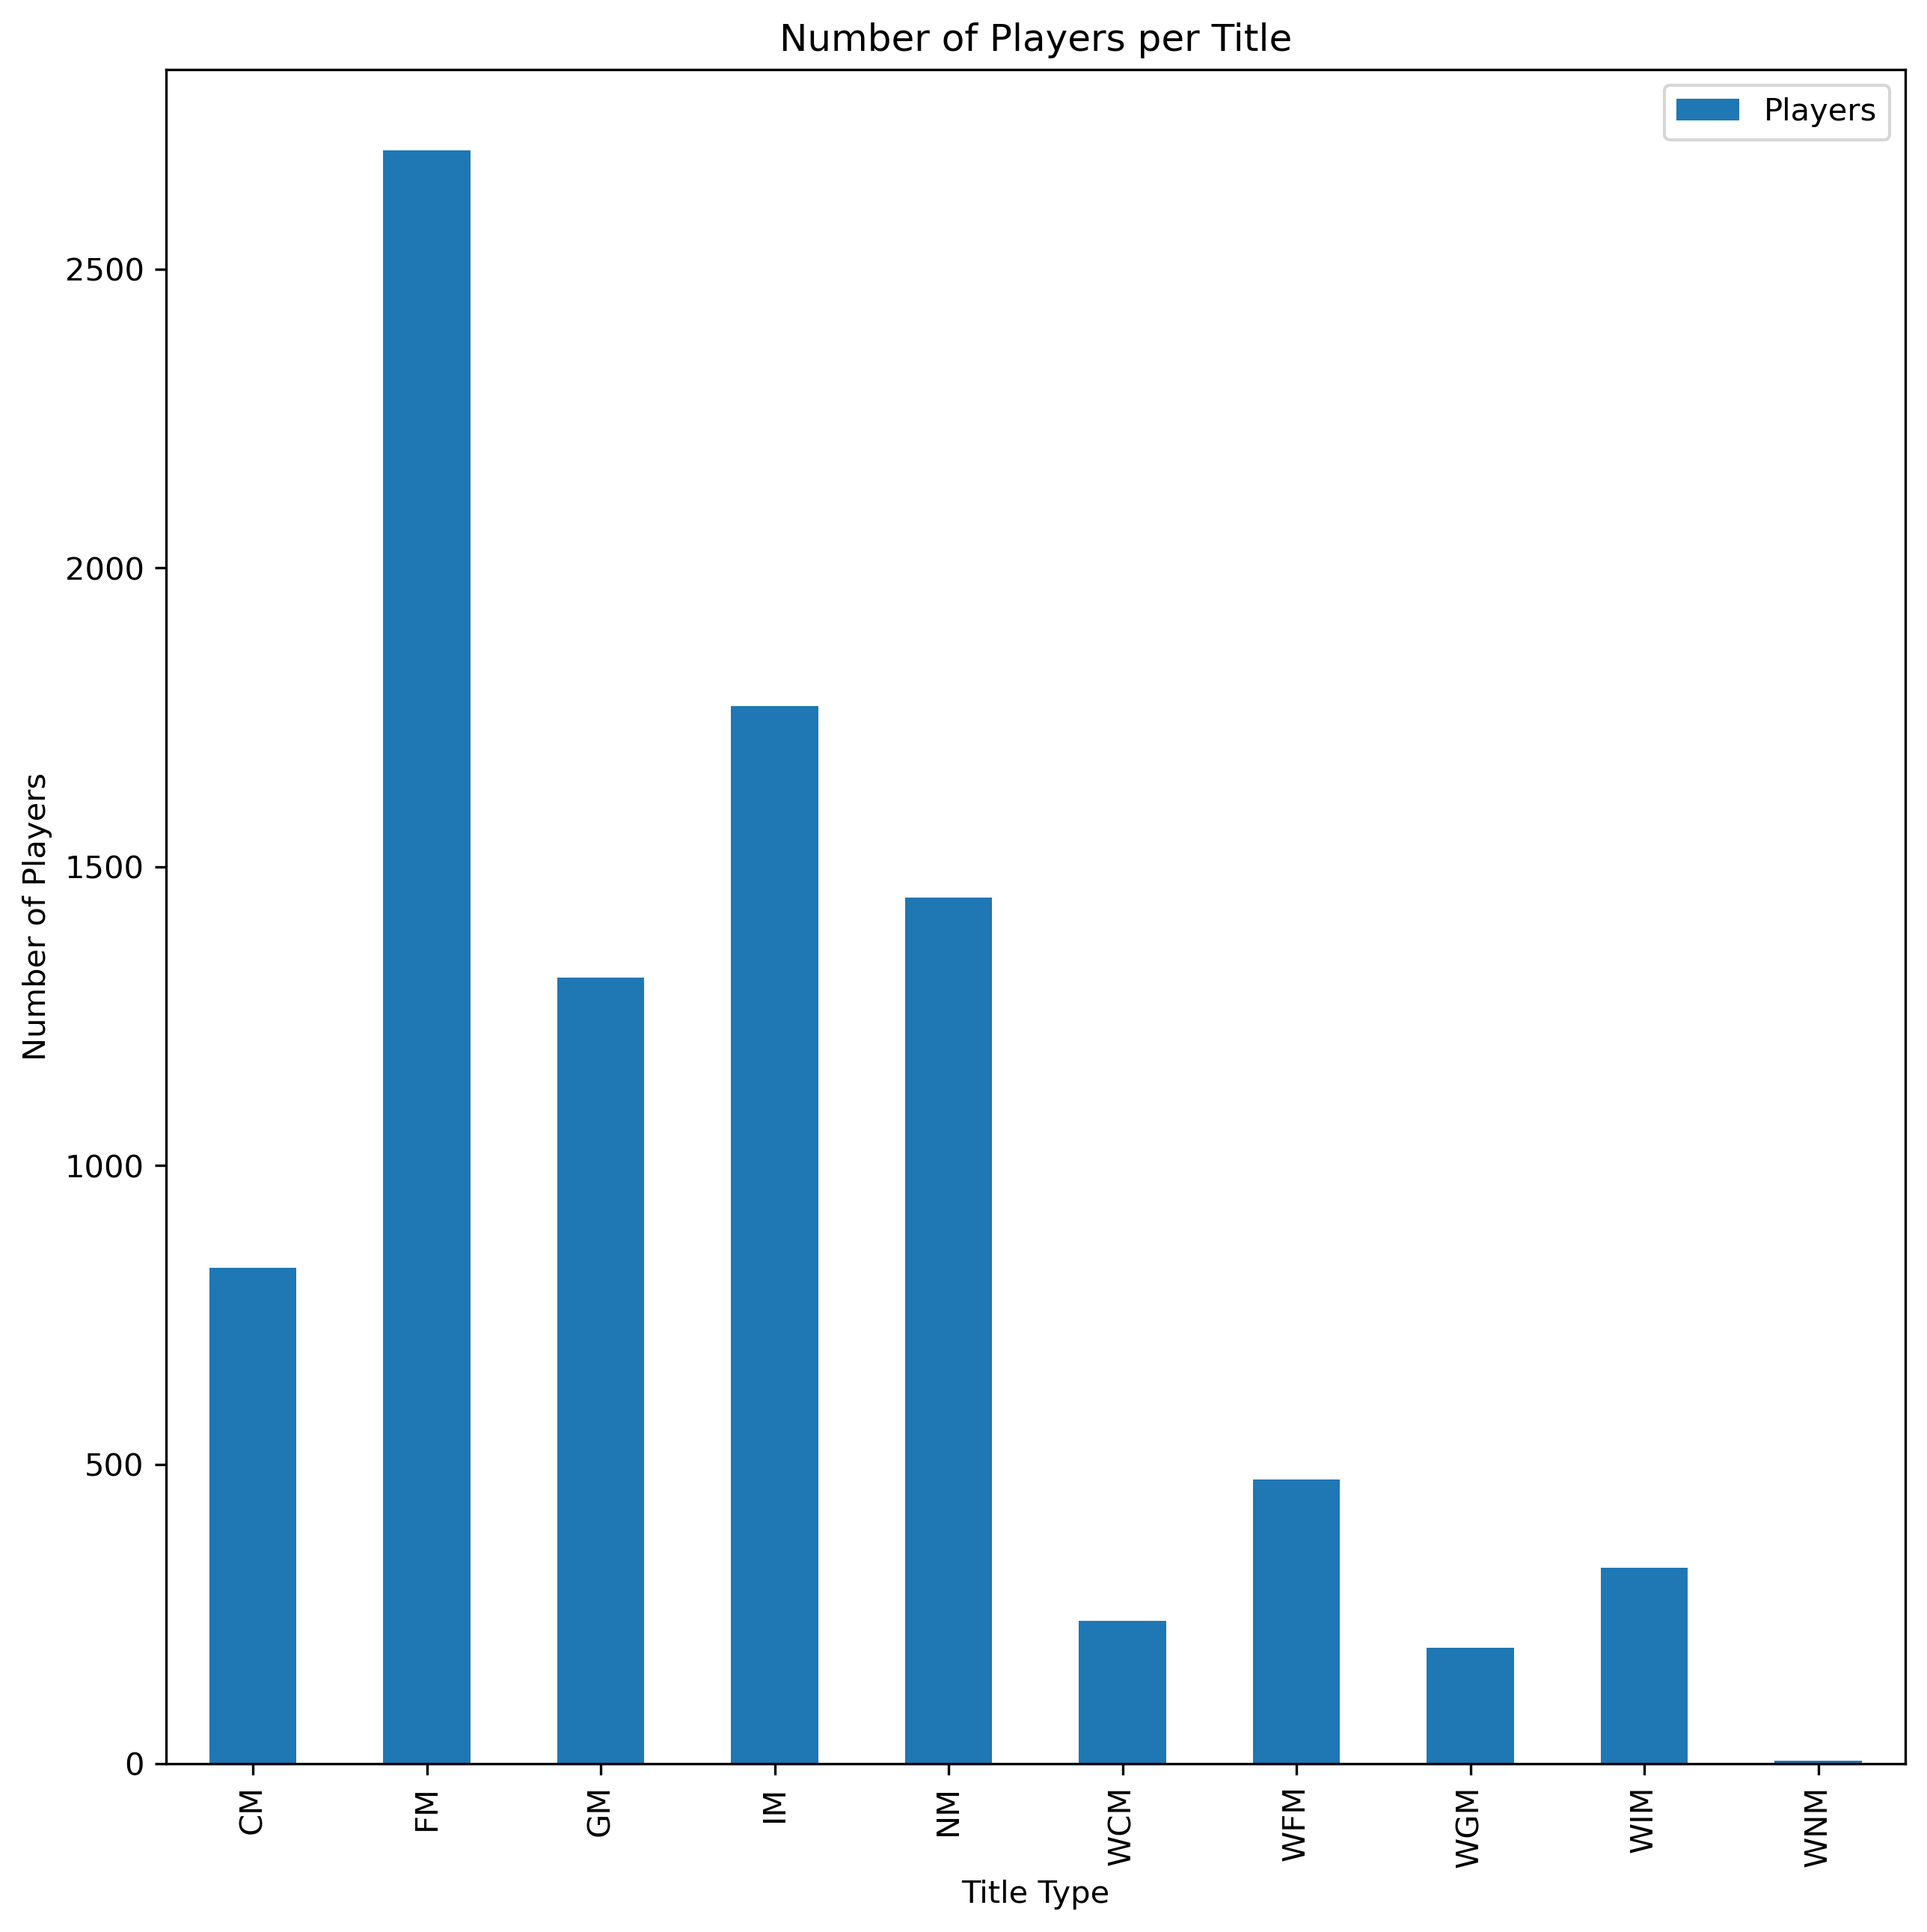 Number of Players per Title
Players
Number of Players
2500
2000
1500
1000
500
0
CM
FM
GM
IM
NM
WCM
WFM
WGM
WIM
WNM
Title Type